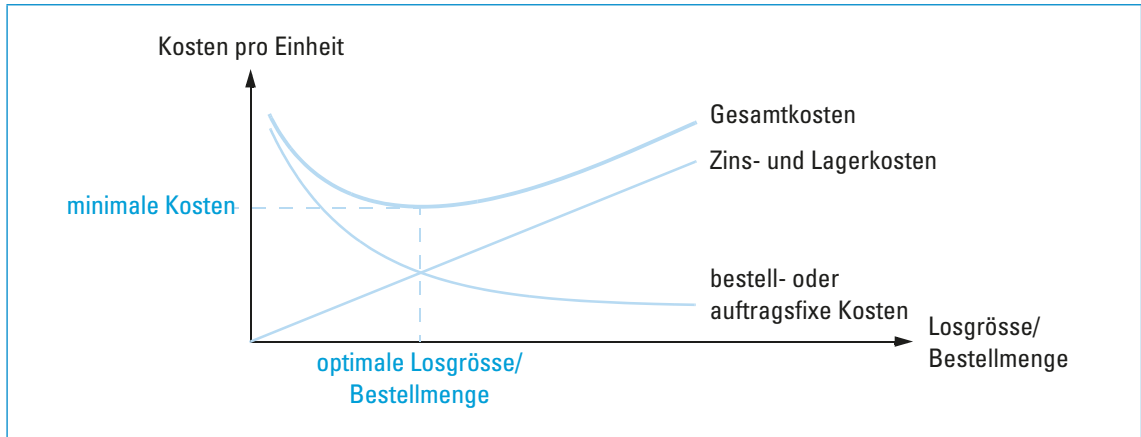 Kosten pro Einheit
Gesamtkosten
Zins- und Lagerkosten
minimale Kosten
bestell- oder
auftragsfixe Kosten
Losgrösse/
Bestellmenge
optimale Losgrösse/
Bestellmenge